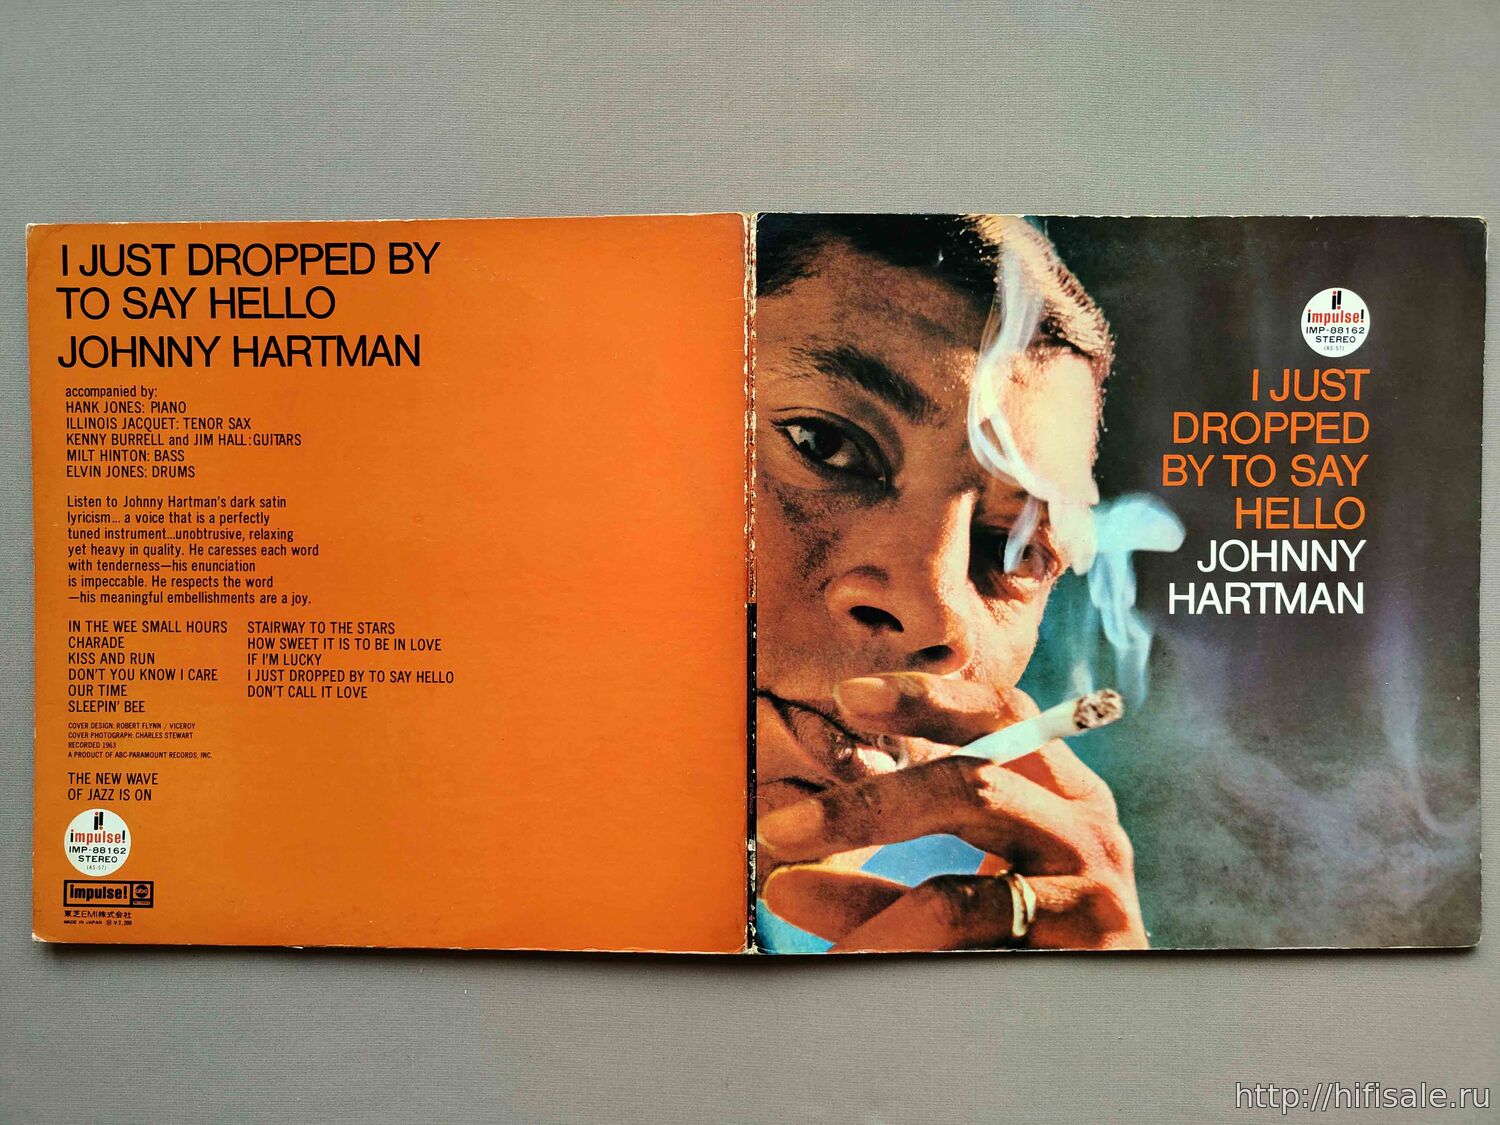 I JUST DROPPED BY
TO SAY HELLO
JOHNNY HARTMAN
accompanied by:
HANK JONES: PIANO
ILLINOIS JACQUET: TENOR SAX
KENNY BURRELL and JIM HALL: GUITARS
MILT HINTON: BASS
ELVIN JONES: DRUMS
Listen to Johnny Hartman's dark satin
lyricism... a voice that is a perfectly
tuned instrument...unobtrusive, relaxing
yet heavy in quality. He caresses each word
with tenderness—his enunciation
is impeccable. He respects the word
—his meaningful embellishments are a joy.
IN THE WEE SMALL HOURS
CHARADE
KISS AND RUN
DON'T YOU KNOW I CARE
OUR TIME
SLEEPIN' BEE
STAIRWAY TO THE STARS
HOW SWEET IT IS TO BE IN LOVE
IF I'M LUCKY
I JUST DROPPED BY TO SAY HELLO
DON'T CALL IT LOVE
COVER DESIGN: ROBERT FLYNN / VICEROY
COVER PHOTOGRAPH: CHARLES STEWART
RECORDED 1963
A PRODUCT OF ABC-PARAMOUNT RECORDS, INC.
THE NEW WAVE
OF JAZZ IS ON
i!
impulse!
IMP-88162
STEREO
(AS-57)
impulse! abc
東芝EMI株式会社
MADE IN JAPAN Ⓗ ¥2,200
i!
impulse!
IMP-88162
STEREO
(AS-57)
I JUST
DROPPED
BY TO SAY
HELLO
JOHNNY
HARTMAN
http://hifisale.ru